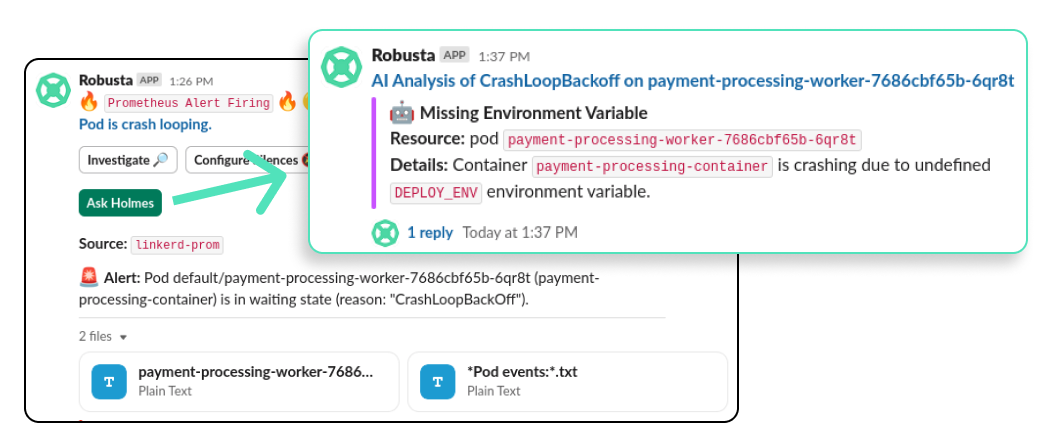 Robusta APP 1:26 PM
Prometheus Alert Firing
Pod is crash looping.
Investigate
Configure Silences
Ask Holmes
Source: linkerd-prom
Alert: Pod default/payment-processing-worker-7686cbf65b-6qr8t (payment-
processing-container) is in waiting state (reason: "CrashLoopBackOff").
2 files
payment-processing-worker-7686...
Plain Text
*Pod events:*.txt
Plain Text
Robusta APP 1:37 PM
AI Analysis of CrashLoopBackoff on payment-processing-worker-7686cbf65b-6qr8t
Missing Environment Variable
Resource: pod payment-processing-worker-7686cbf65b-6qr8t
Details: Container payment-processing-container is crashing due to undefined
DEPLOY_ENV environment variable.
1 reply Today at 1:37 PM